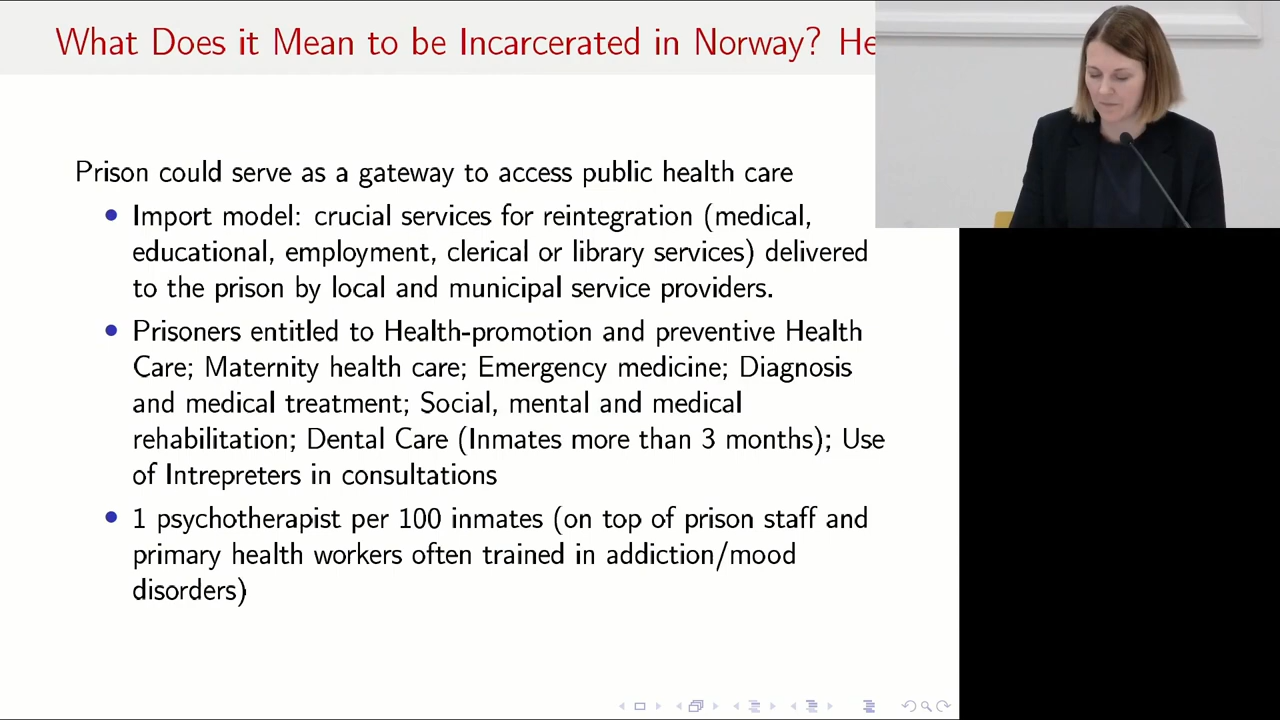 What Does it Mean to be Incarcerated in Norway? He
Prison could serve as a gateway to access public health care
• Import model: crucial services for reintegration (medical,
educational, employment, clerical or library services) delivered
to the prison by local and municipal service providers.
• Prisoners entitled to Health-promotion and preventive Health
Care; Maternity health care; Emergency medicine; Diagnosis
and medical treatment; Social, mental and medical
rehabilitation; Dental Care (Inmates more than 3 months); Use
of Intrepreters in consultations
• 1 psychotherapist per 100 inmates (on top of prison staff and
primary health workers often trained in addiction/mood
disorders)